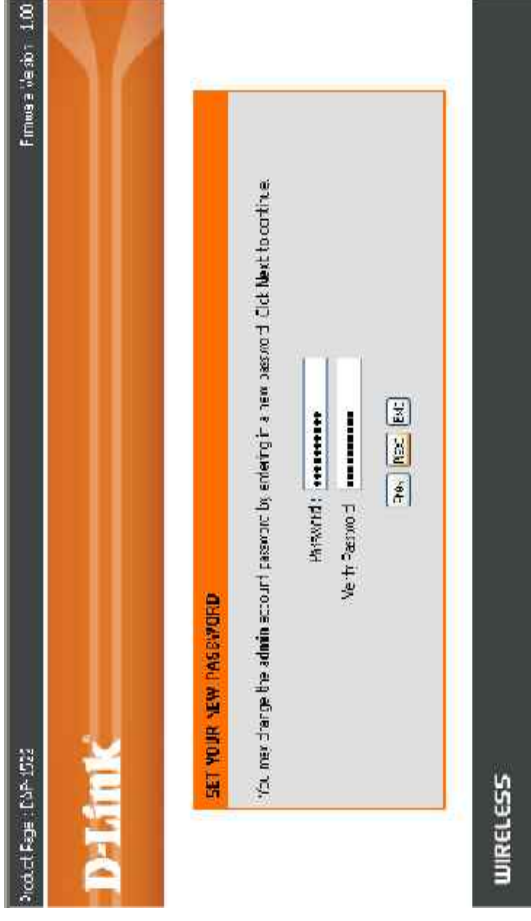 Product Page : DAP-1522 Firmware Version : 1.00
D-Link
SET YOUR NEW PASSWORD
You may change the admin account password by entering in a new password. Click Next to continue.
Password :
Verify Password :
Prev Next Exit
WIRELESS